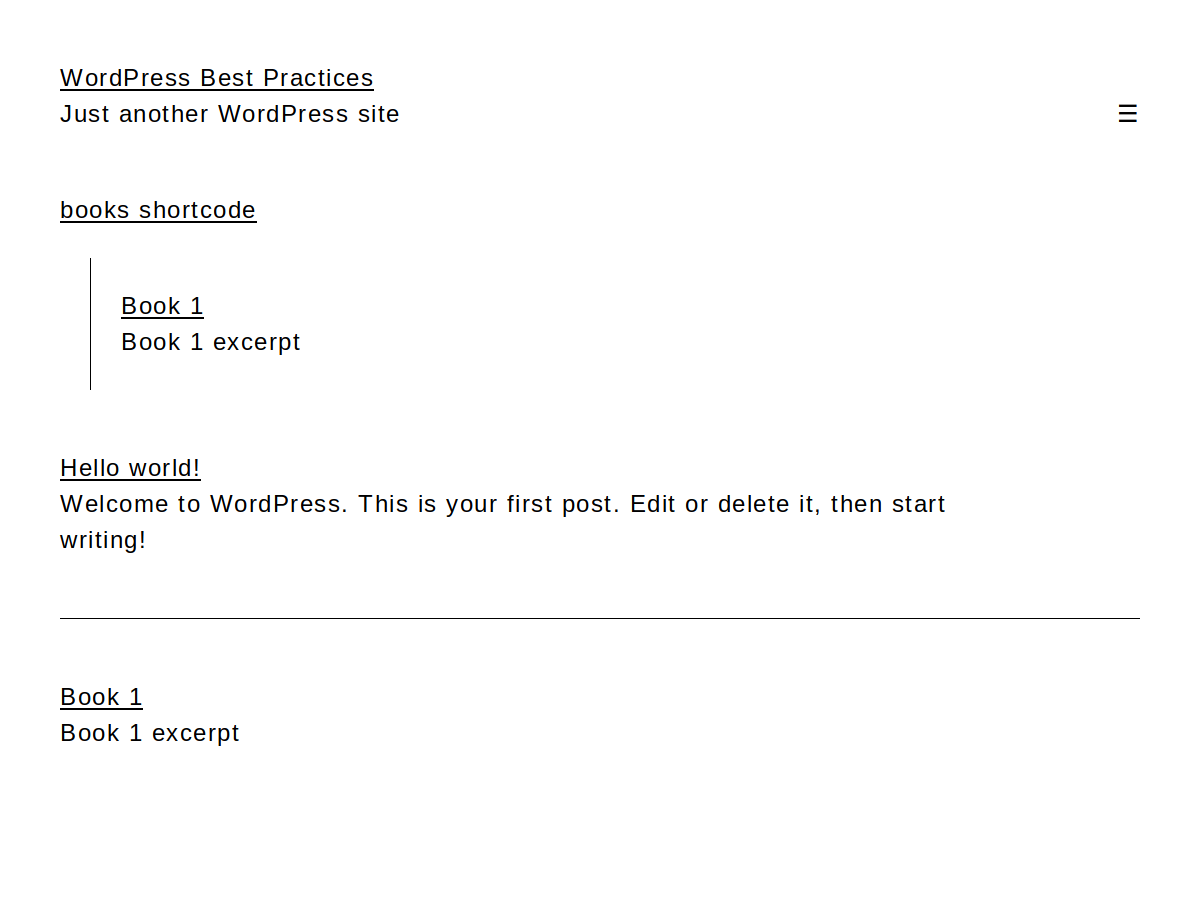 WordPress Best Practices
Just another WordPress site
☰
books shortcode
Book 1
Book 1 excerpt
Hello world!
Welcome to WordPress. This is your first post. Edit or delete it, then start
writing!
Book 1
Book 1 excerpt